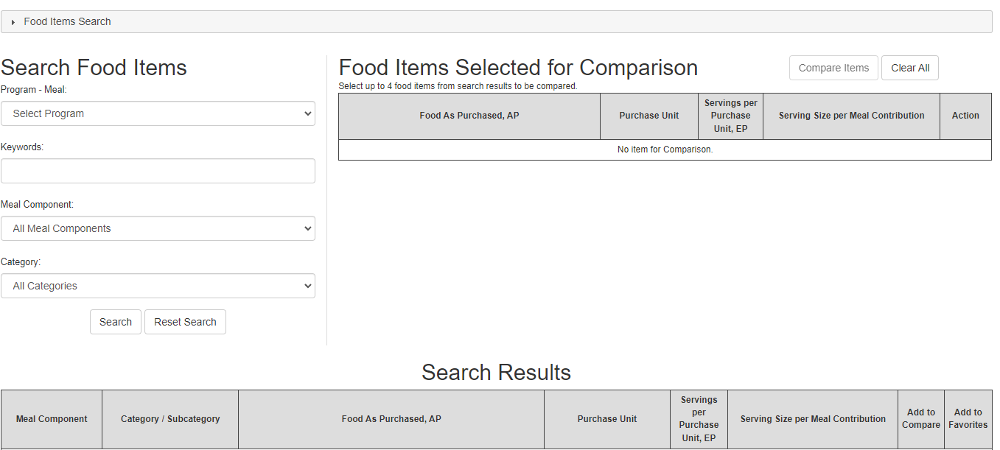 Food Items Search
Search Food Items
Program - Meal:
Select Program
Keywords:
Meal Component:
All Meal Components
Category:
All Categories
Search
Reset Search
Food Items Selected for Comparison
Compare Items
Clear All
Select up to 4 food items from search results to be compared.
Food As Purchased, AP
Purchase Unit
Servings per
Purchase
Unit, EP
Serving Size per Meal Contribution
Action
No item for Comparison.
Search Results
Meal Component
Category / Subcategory
Food As Purchased, AP
Purchase Unit
Servings
per
Purchase
Unit, EP
Serving Size per Meal Contribution
Add to
Compare
Add to
Favorites